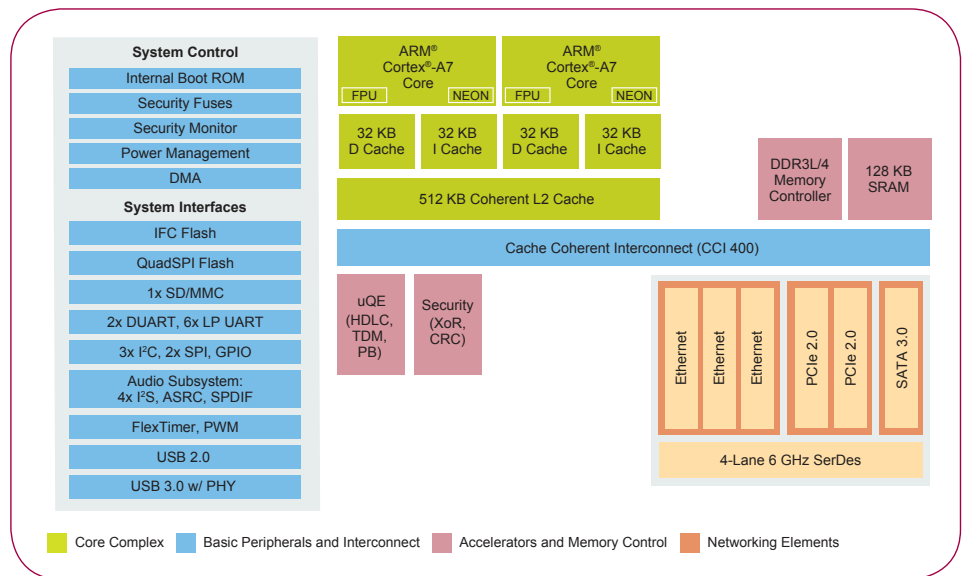 System Control
Internal Boot ROM
Security Fuses
Security Monitor
Power Management
DMA
System Interfaces
IFC Flash
QuadSPI Flash
1x SD/MMC
2x DUART, 6x LP UART
3x I²C, 2x SPI, GPIO
Audio Subsystem:
4x I²S, ASRC, SPDIF
FlexTimer, PWM
USB 2.0
USB 3.0 w/ PHY
ARM®
Cortex®-A7
Core
FPU
NEON
ARM®
Cortex®-A7
Core
FPU
NEON
32 KB
D Cache
32 KB
I Cache
32 KB
D Cache
32 KB
I Cache
512 KB Coherent L2 Cache
DDR3L/4
Memory
Controller
128 KB
SRAM
Cache Coherent Interconnect (CCI 400)
uQE
(HDLC,
TDM,
PB)
Security
(XoR,
CRC)
Ethernet
Ethernet
Ethernet
PCIe 2.0
PCIe 2.0
SATA 3.0
4-Lane 6 GHz SerDes
Core Complex
Basic Peripherals and Interconnect
Accelerators and Memory Control
Networking Elements